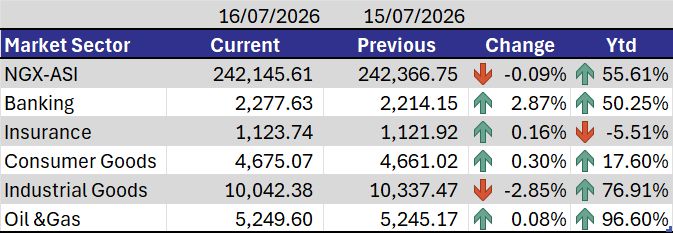 16/07/2026 15/07/2026
Market Sector Current Previous Change Ytd
NGX-ASI 242,145.61 242,366.75 -0.09% 55.61%
Banking 2,277.63 2,214.15 2.87% 50.25%
Insurance 1,123.74 1,121.92 0.16% -5.51%
Consumer Goods 4,675.07 4,661.02 0.30% 17.60%
Industrial Goods 10,042.38 10,337.47 -2.85% 76.91%
Oil &Gas 5,249.60 5,245.17 0.08% 96.60%